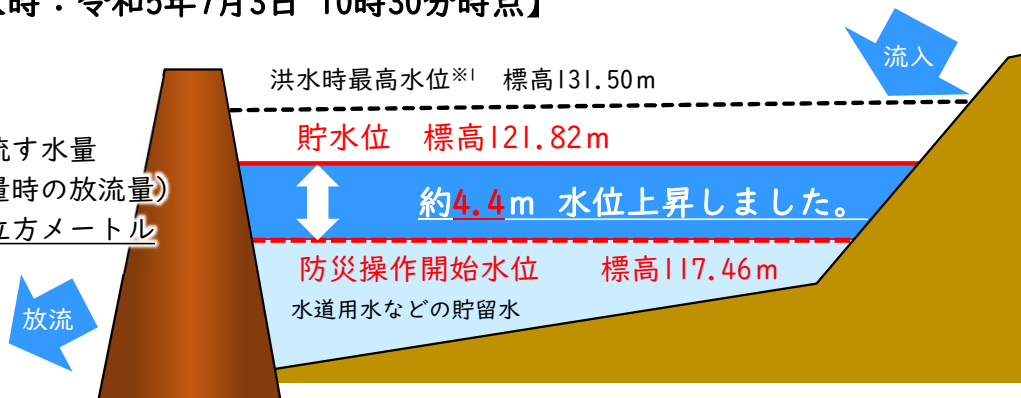 時：令和5年7月3日 10時30分時点】
流入
洪水時最高水位※1 標高131.50m
貯水位 標高121.82m
流す水量
量時の放流量）
立方メートル
約4.4m 水位上昇しました。
防災操作開始水位 標高117.46m
水道用水などの貯留水
放流